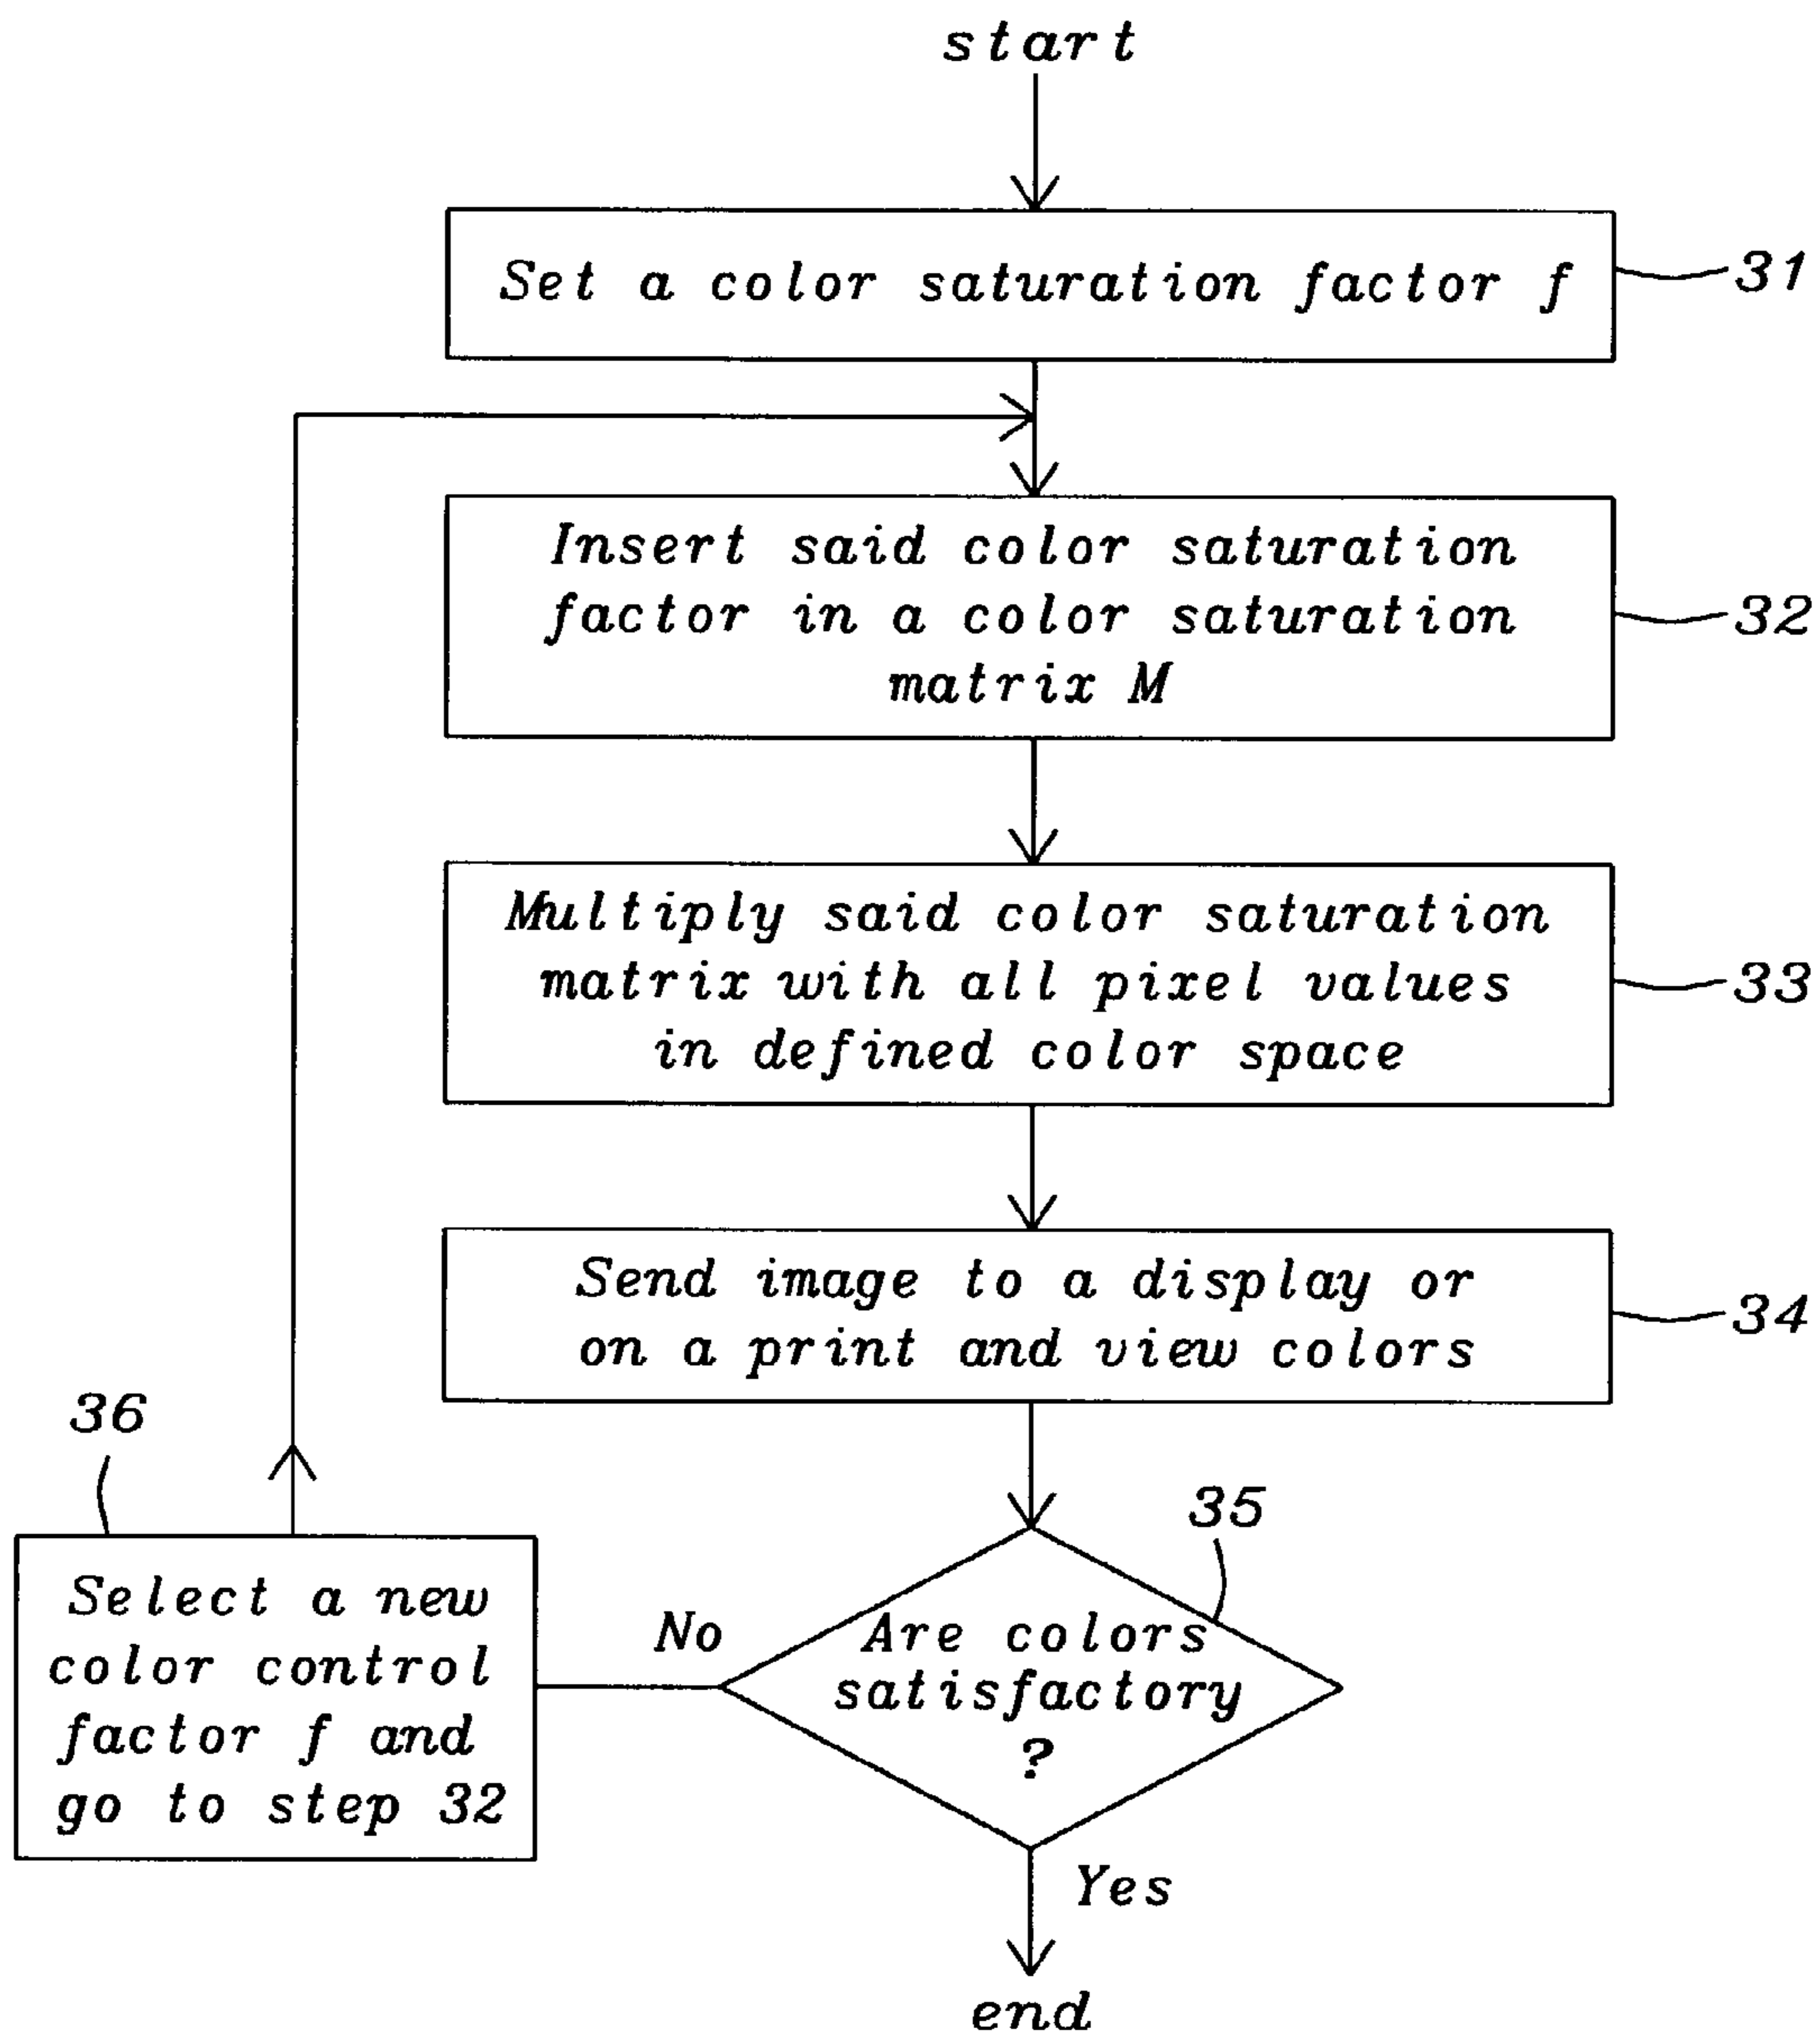 start
Set a color saturation factor f
31
Insert said color saturation
factor in a color saturation
matrix M
32
Multiply said color saturation
matrix with all pixel values
in defined color space
33
Send image to a display or
on a print and view colors
34
35
Are colors
satisfactory
?
No
36
Select a new
color control
factor f and
go to step 32
Yes
end